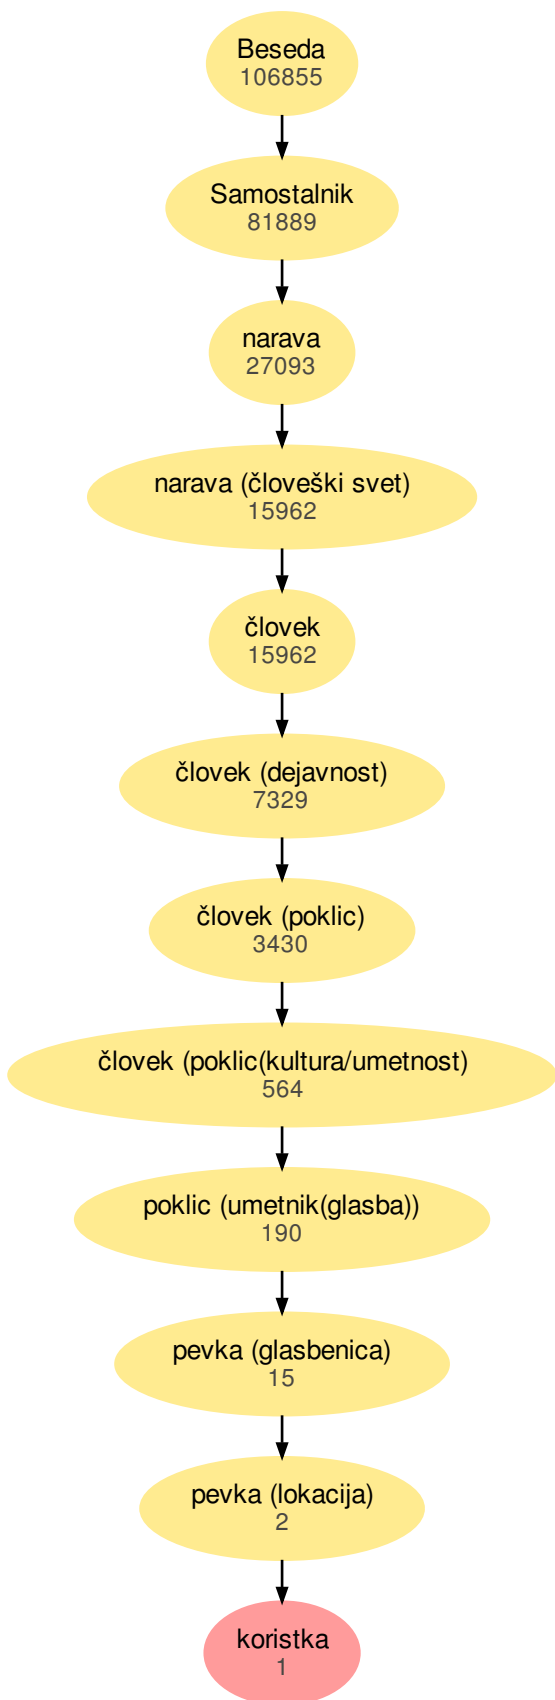 Beseda
106855
Samostalnik
81889
narava
27093
narava (človeški svet)
15962
človek
15962
človek (dejavnost)
7329
človek (poklic)
3430
človek (poklic(kultura/umetnost)
564
poklic (umetnik(glasba))
190
pevka (glasbenica)
15
pevka (lokacija)
2
koristka
1